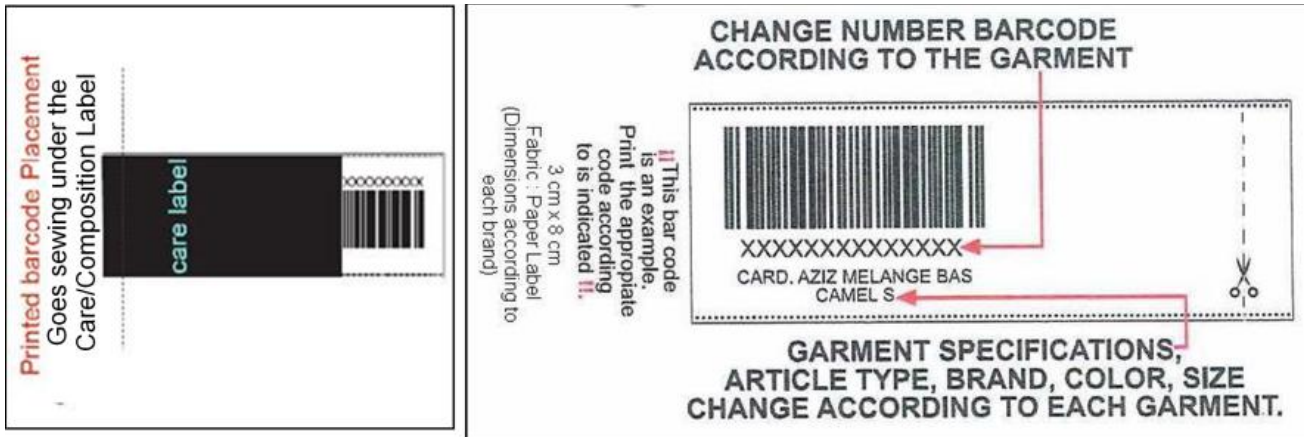 Printed barcode Placement
Goes sewing under the
Care/Composition Label
care label
XXXXXXXXXX
CHANGE NUMBER BARCODE
ACCORDING TO THE GARMENT
¡¡This bar code
is an example.
Print the appropiate
code according
to is indicated !!.
3 cm x 8 cm
Fabric : Paper Label
(Dimensions according to
each brand)
XXXXXXXXXXXXXX
CARD. AZIZ MELANGE BAS
CAMEL S
GARMENT SPECIFICATIONS,
ARTICLE TYPE, BRAND, COLOR, SIZE
CHANGE ACCORDING TO EACH GARMENT.